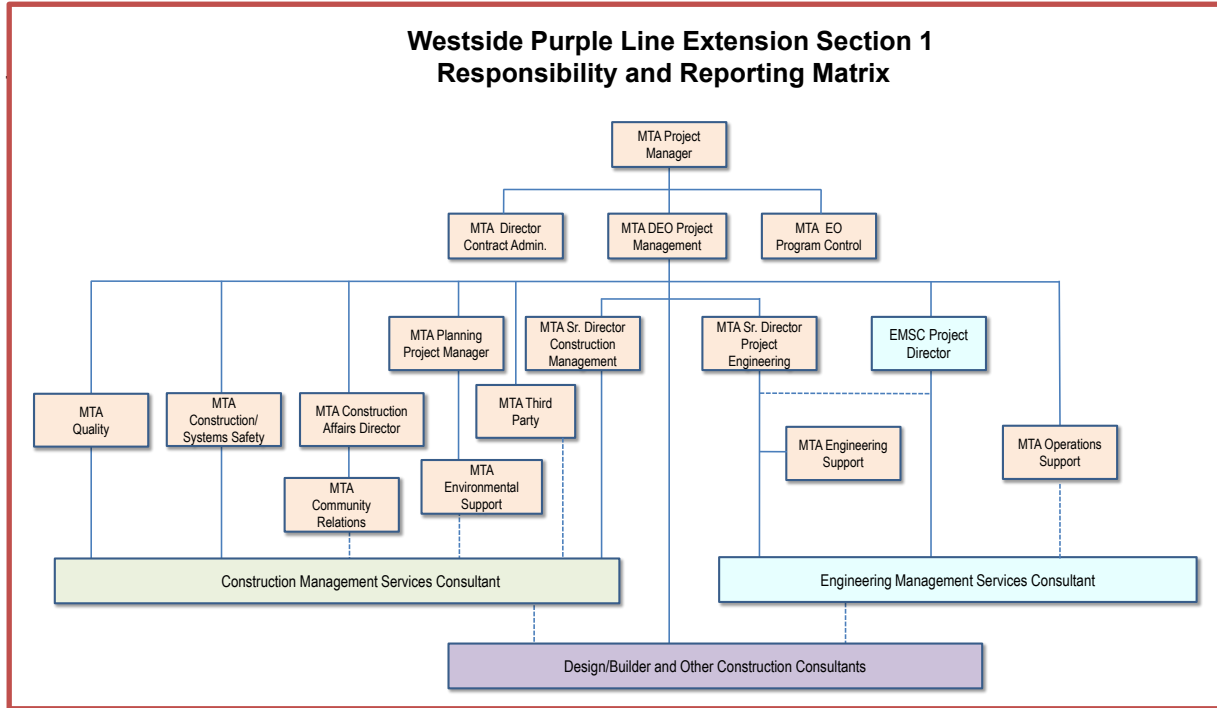 Westside Purple Line Extension Section 1
Responsibility and Reporting Matrix
MTA Project
Manager
MTA Director
Contract Admin.
MTA DEO Project
Management
MTA EO
Program Control
MTA Planning
Project Manager
MTA Sr. Director
Construction
Management
MTA Sr. Director
Project
Engineering
EMSC Project
Director
MTA
Quality
MTA
Construction/
Systems Safety
MTA Construction
Affairs Director
MTA Third
Party
MTA Engineering
Support
MTA Operations
Support
MTA
Community
Relations
MTA
Environmental
Support
Construction Management Services Consultant
Engineering Management Services Consultant
Design/Builder and Other Construction Consultants